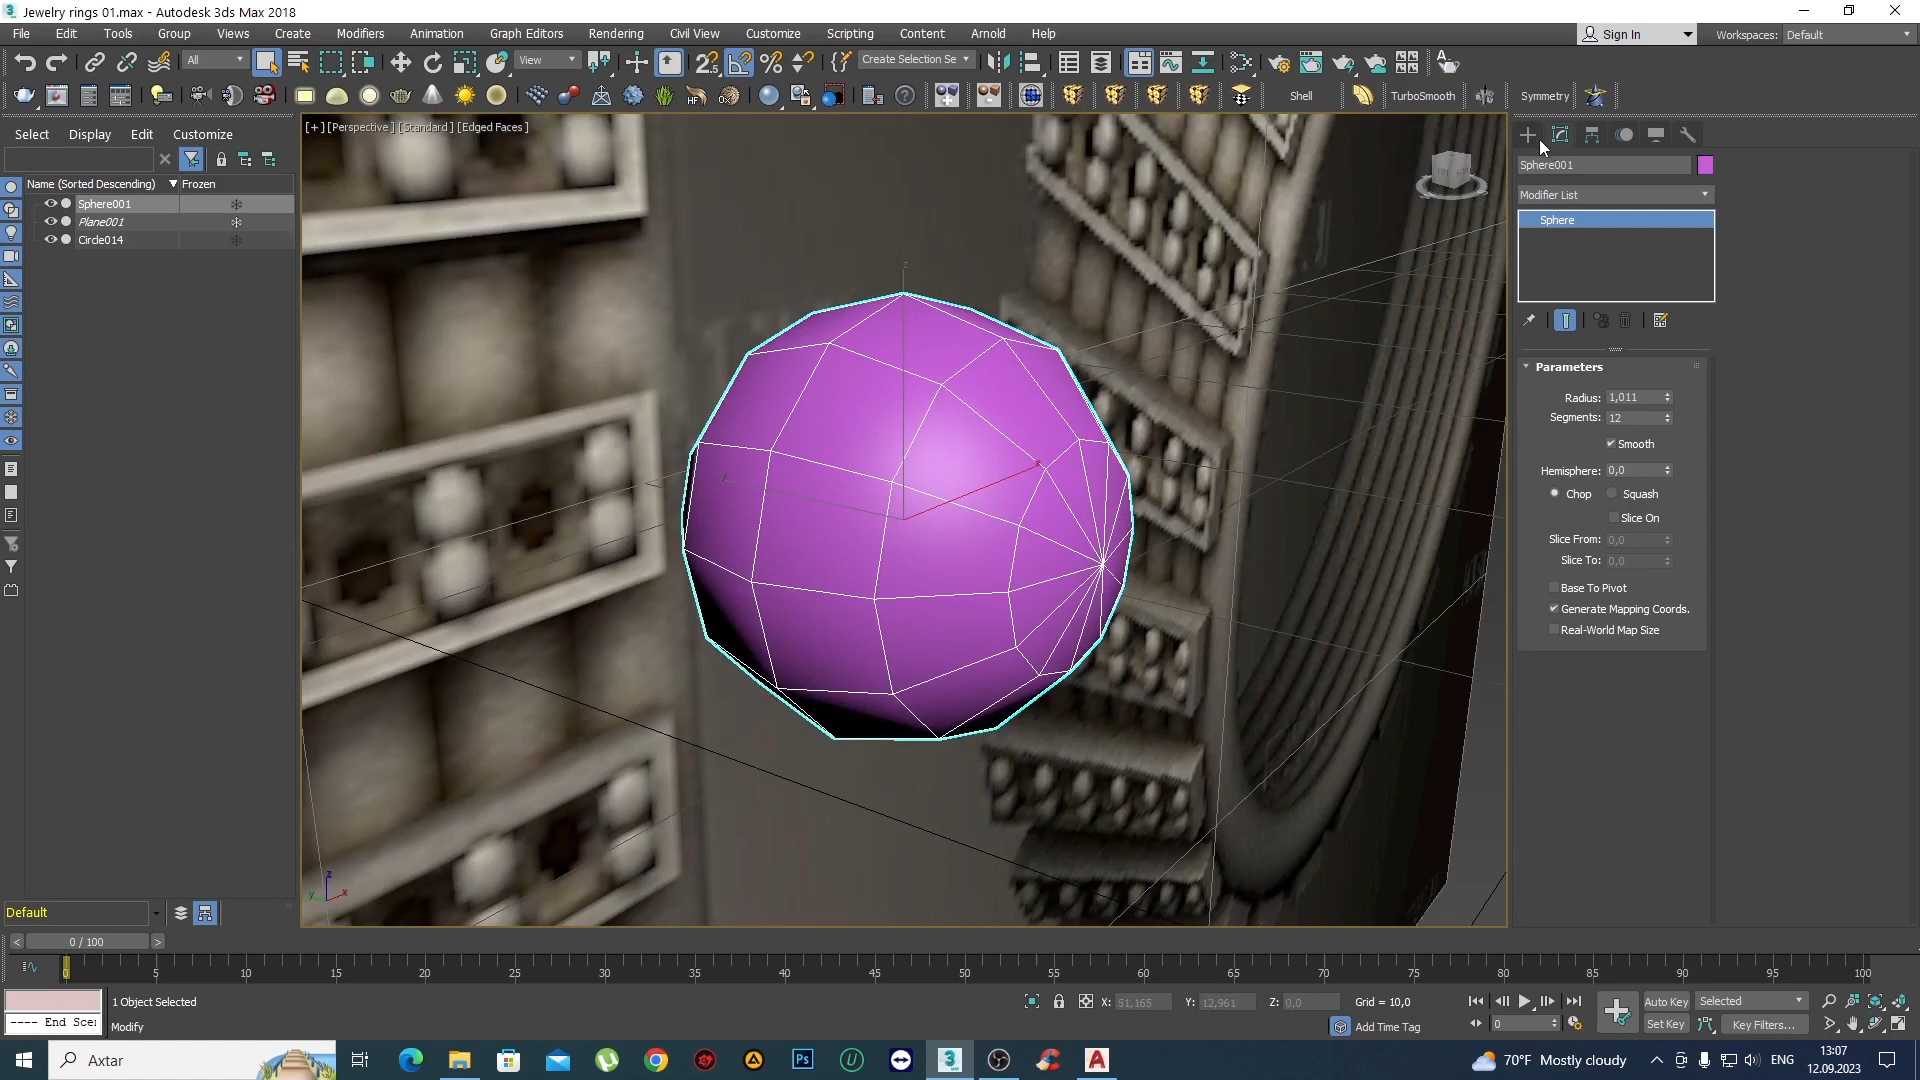 Jewelry rings 01.max - Autodesk 3ds Max 2018
File Edit Tools Group Views Create Modifiers Animation Graph Editors Rendering Civil View Customize Scripting Content Arnold Help
Sign In Workspaces: Default
All View Create Selection Se
Shell TurboSmooth Symmetry
Select Display Edit Customize
[+] [Perspective ] [Standard ] [Edged Faces ]
Name (Sorted Descending) Frozen
Sphere001
Plane001
Circle014
Sphere001
Modifier List
Sphere
Parameters
Radius: 1,011
Segments: 12
Smooth
Hemisphere: 0,0
Chop Squash
Slice On
Slice From: 0,0
Slice To: 0,0
Base To Pivot
Generate Mapping Coords.
Real-World Map Size
z
x
y
z
x
y
Default
0 / 100
0 5 10 15 20 25 30 35 40 45 50 55 60 65 70 75 80 85 90 95 100
1 Object Selected
X: 51,165 Y: 12,961 Z: 0,0 Grid = 10,0
Auto Key Selected
---- End Sce
Modify
Add Time Tag
0
Set Key Key Filters...
Axtar
70°F Mostly cloudy
ENG
13:07
12.09.2023